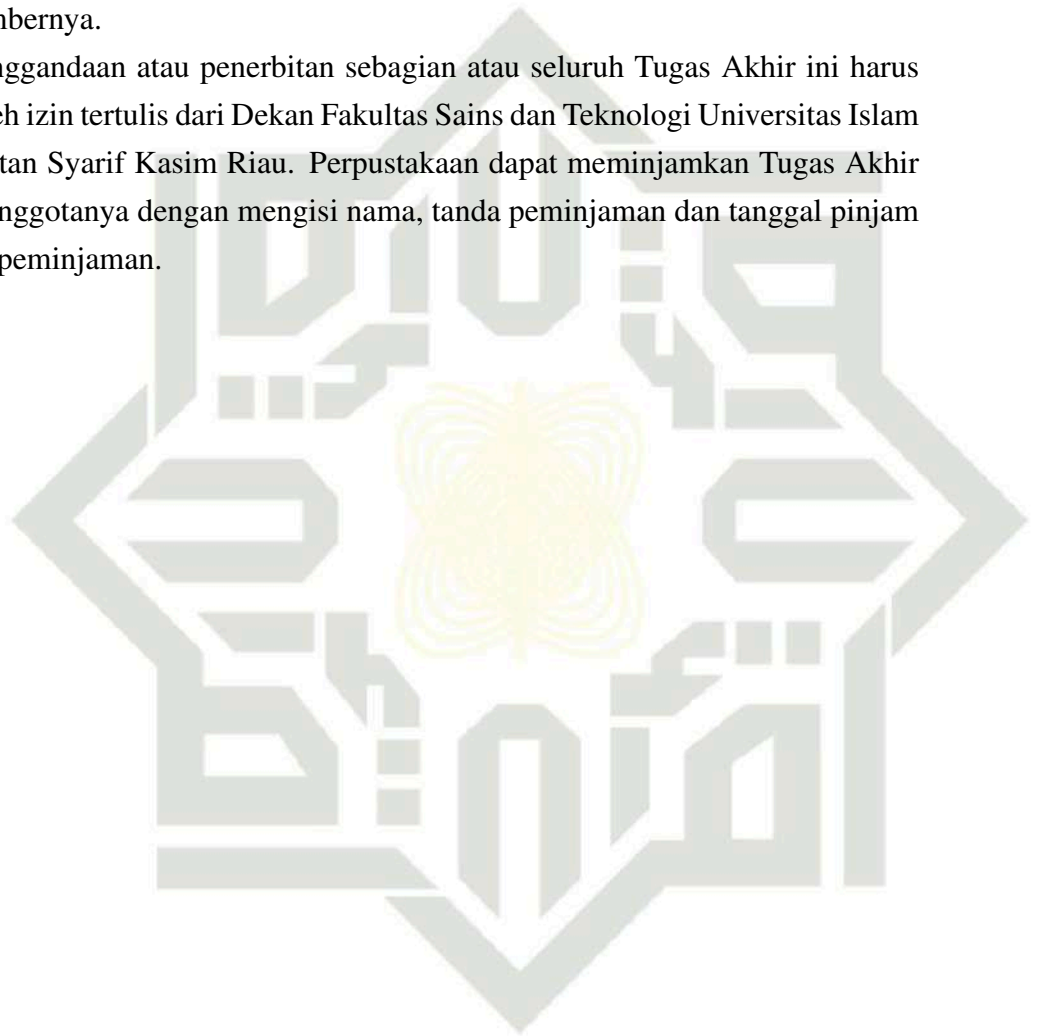 mbernya.
nggandaan atau penerbitan sebagian atau seluruh Tugas Akhir ini harus
eh izin tertulis dari Dekan Fakultas Sains dan Teknologi Universitas Islam
tan Syarif Kasim Riau. Perpustakaan dapat meminjamkan Tugas Akhir
nggotanya dengan mengisi nama, tanda peminjaman dan tanggal pinjam
peminjaman.